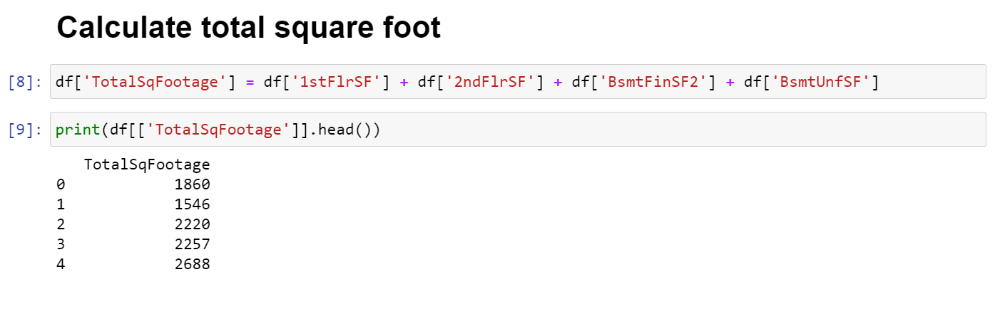 Calculate total square foot
[8]: df['TotalSqFootage'] = df['1stFlrSF'] + df['2ndFlrSF'] + df['BsmtFinSF2'] + df['BsmtUnfSF']
[9]: print(df[['TotalSqFootage']].head())
TotalSqFootage
0 1860
1 1546
2 2220
3 2257
4 2688